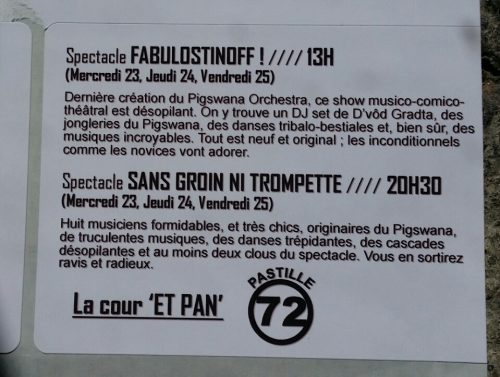 Spectacle FABULOSTINOFF ! //// 13H
(Mercredi 23, Jeudi 24, Vendredi 25)
Dernière création du Pigswana Orchestra, ce show musico-comico-
théâtral est désopilant. On y trouve un DJ set de D'vôd Gradta, des
jongleries du Pigswana, des danses tribalo-bestiales et, bien sûr, des
musiques incroyables. Tout est neuf et original ; les inconditionnels
comme les novices vont adorer.
Spectacle SANS GROIN NI TROMPETTE //// 20H30
(Mercredi 23, Jeudi 24, Vendredi 25)
Huit musiciens formidables, et très chics, originaires du Pigswana,
de truculentes musiques, des danses trépidantes, des cascades
désopilantes et au moins deux clous du spectacle. Vous en sortirez
ravis et radieux.
PASTILLE
La cour 'ET PAN'
72